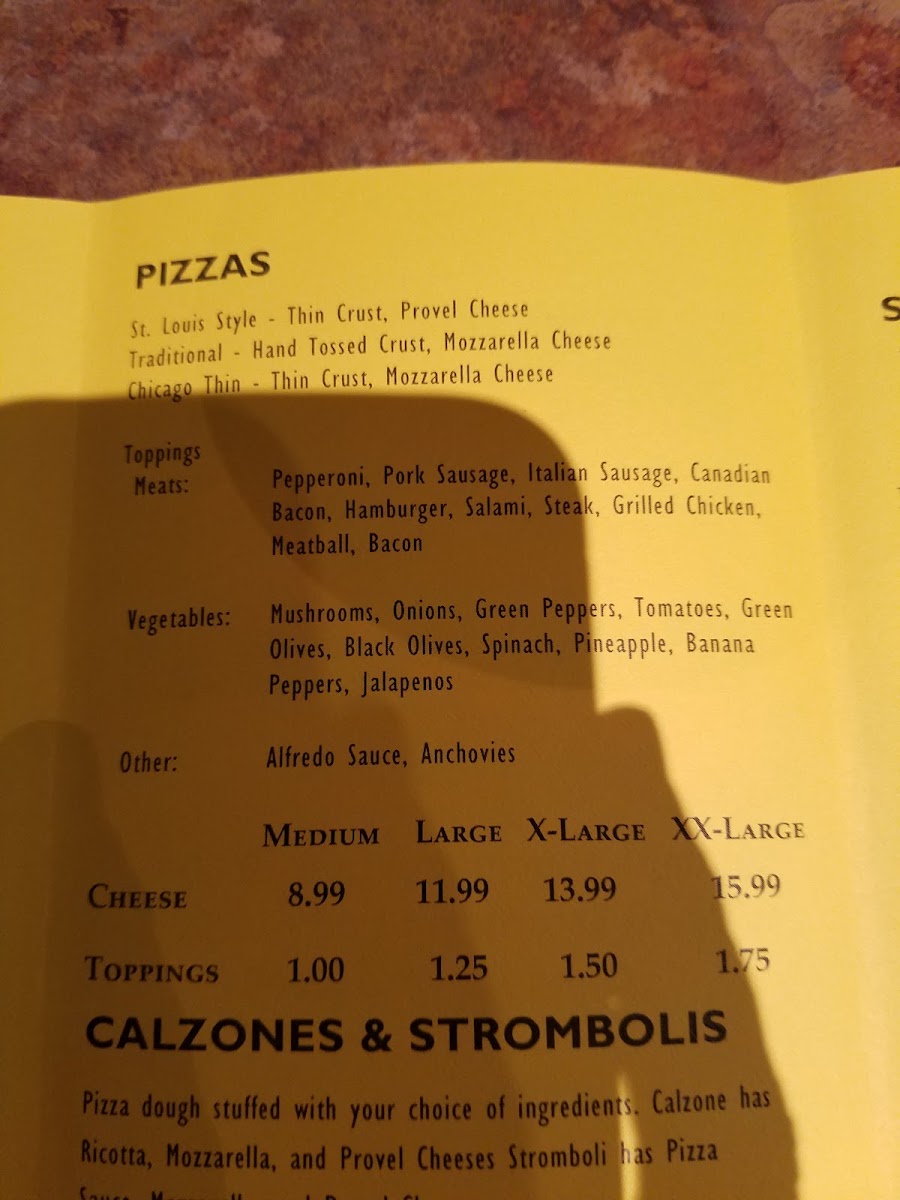 PIZZAS
St. Louis Style - Thin Crust, Provel Cheese
Traditional - Hand Tossed Crust, Mozzarella Cheese
Chicago Thin - Thin Crust, Mozzarella Cheese
Toppings
Meats: Pepperoni, Pork Sausage, Italian Sausage, Canadian
Bacon, Hamburger, Salami, Steak, Grilled Chicken,
Meatball, Bacon
Vegetables: Mushrooms, Onions, Green Peppers, Tomatoes, Green
Olives, Black Olives, Spinach, Pineapple, Banana
Peppers, Jalapenos
Other: Alfredo Sauce, Anchovies
MEDIUM LARGE X-LARGE XX-LARGE
CHEESE 8.99 11.99 13.99 15.99
TOPPINGS 1.00 1.25 1.50 1.75
CALZONES & STROMBOLIS
Pizza dough stuffed with your choice of ingredients. Calzone has
Ricotta, Mozzarella, and Provel Cheeses Stromboli has Pizza